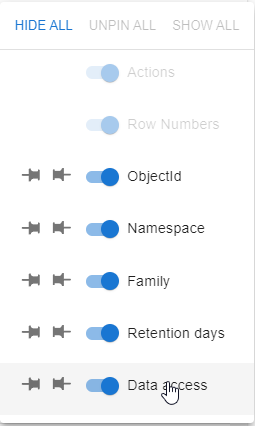 HIDE ALL UNPIN ALL SHOW ALL
Actions
Row Numbers
ObjectId
Namespace
Family
Retention days
Data access